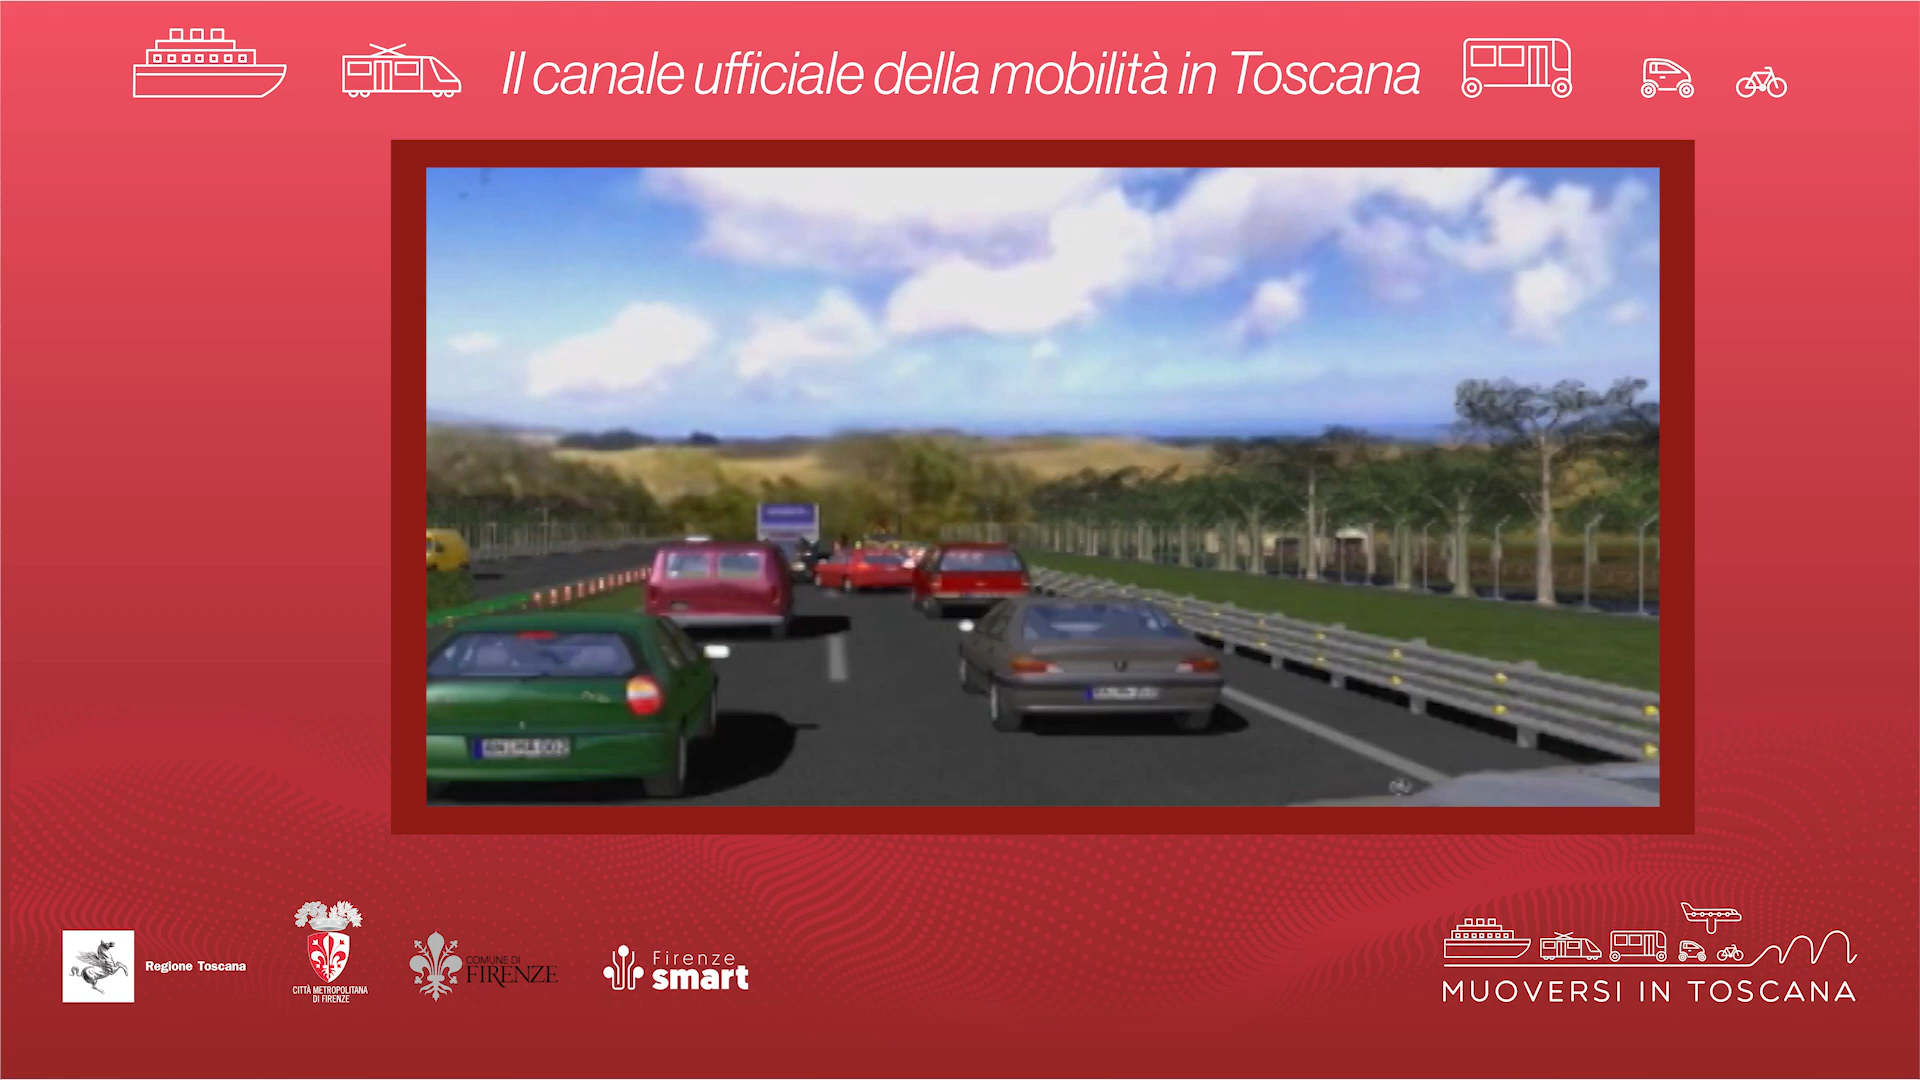 Il canale ufficiale della mobilità in Toscana
Regione Toscana
CITTÀ METROPOLITANA
DI FIRENZE
COMUNE DI
FIRENZE
Firenze
smart
MUOVERSI IN TOSCANA